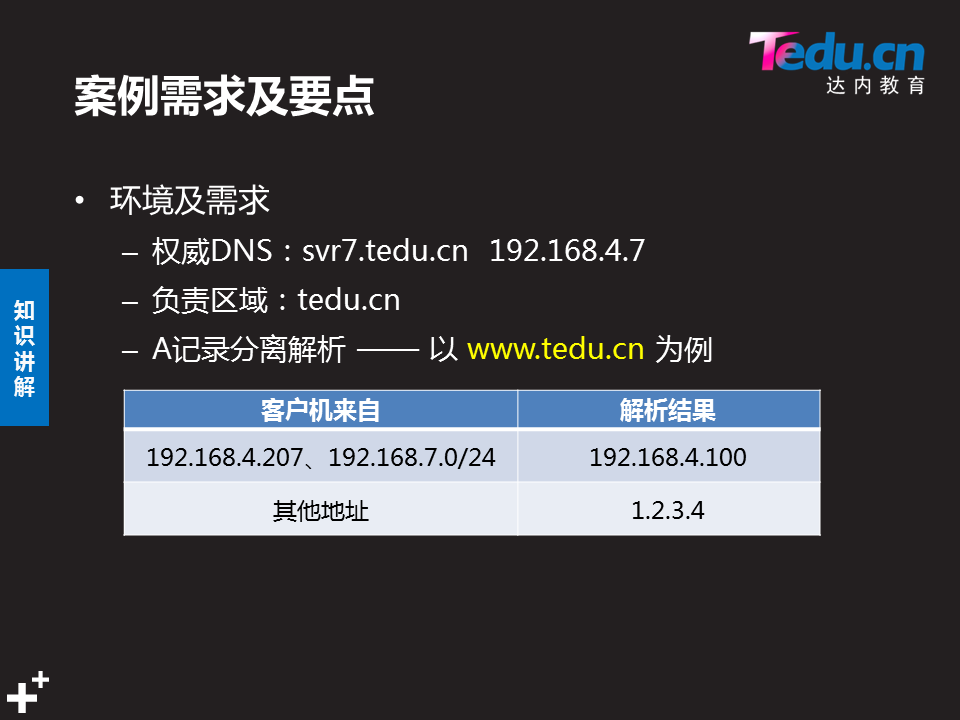 Tedu.cn
达内教育
案例需求及要点
• 环境及需求
– 权威DNS：svr7.tedu.cn 192.168.4.7
– 负责区域：tedu.cn
– A记录分离解析 —— 以 www.tedu.cn 为例
知识讲解
客户机来自 解析结果
192.168.4.207、192.168.7.0/24 192.168.4.100
其他地址 1.2.3.4